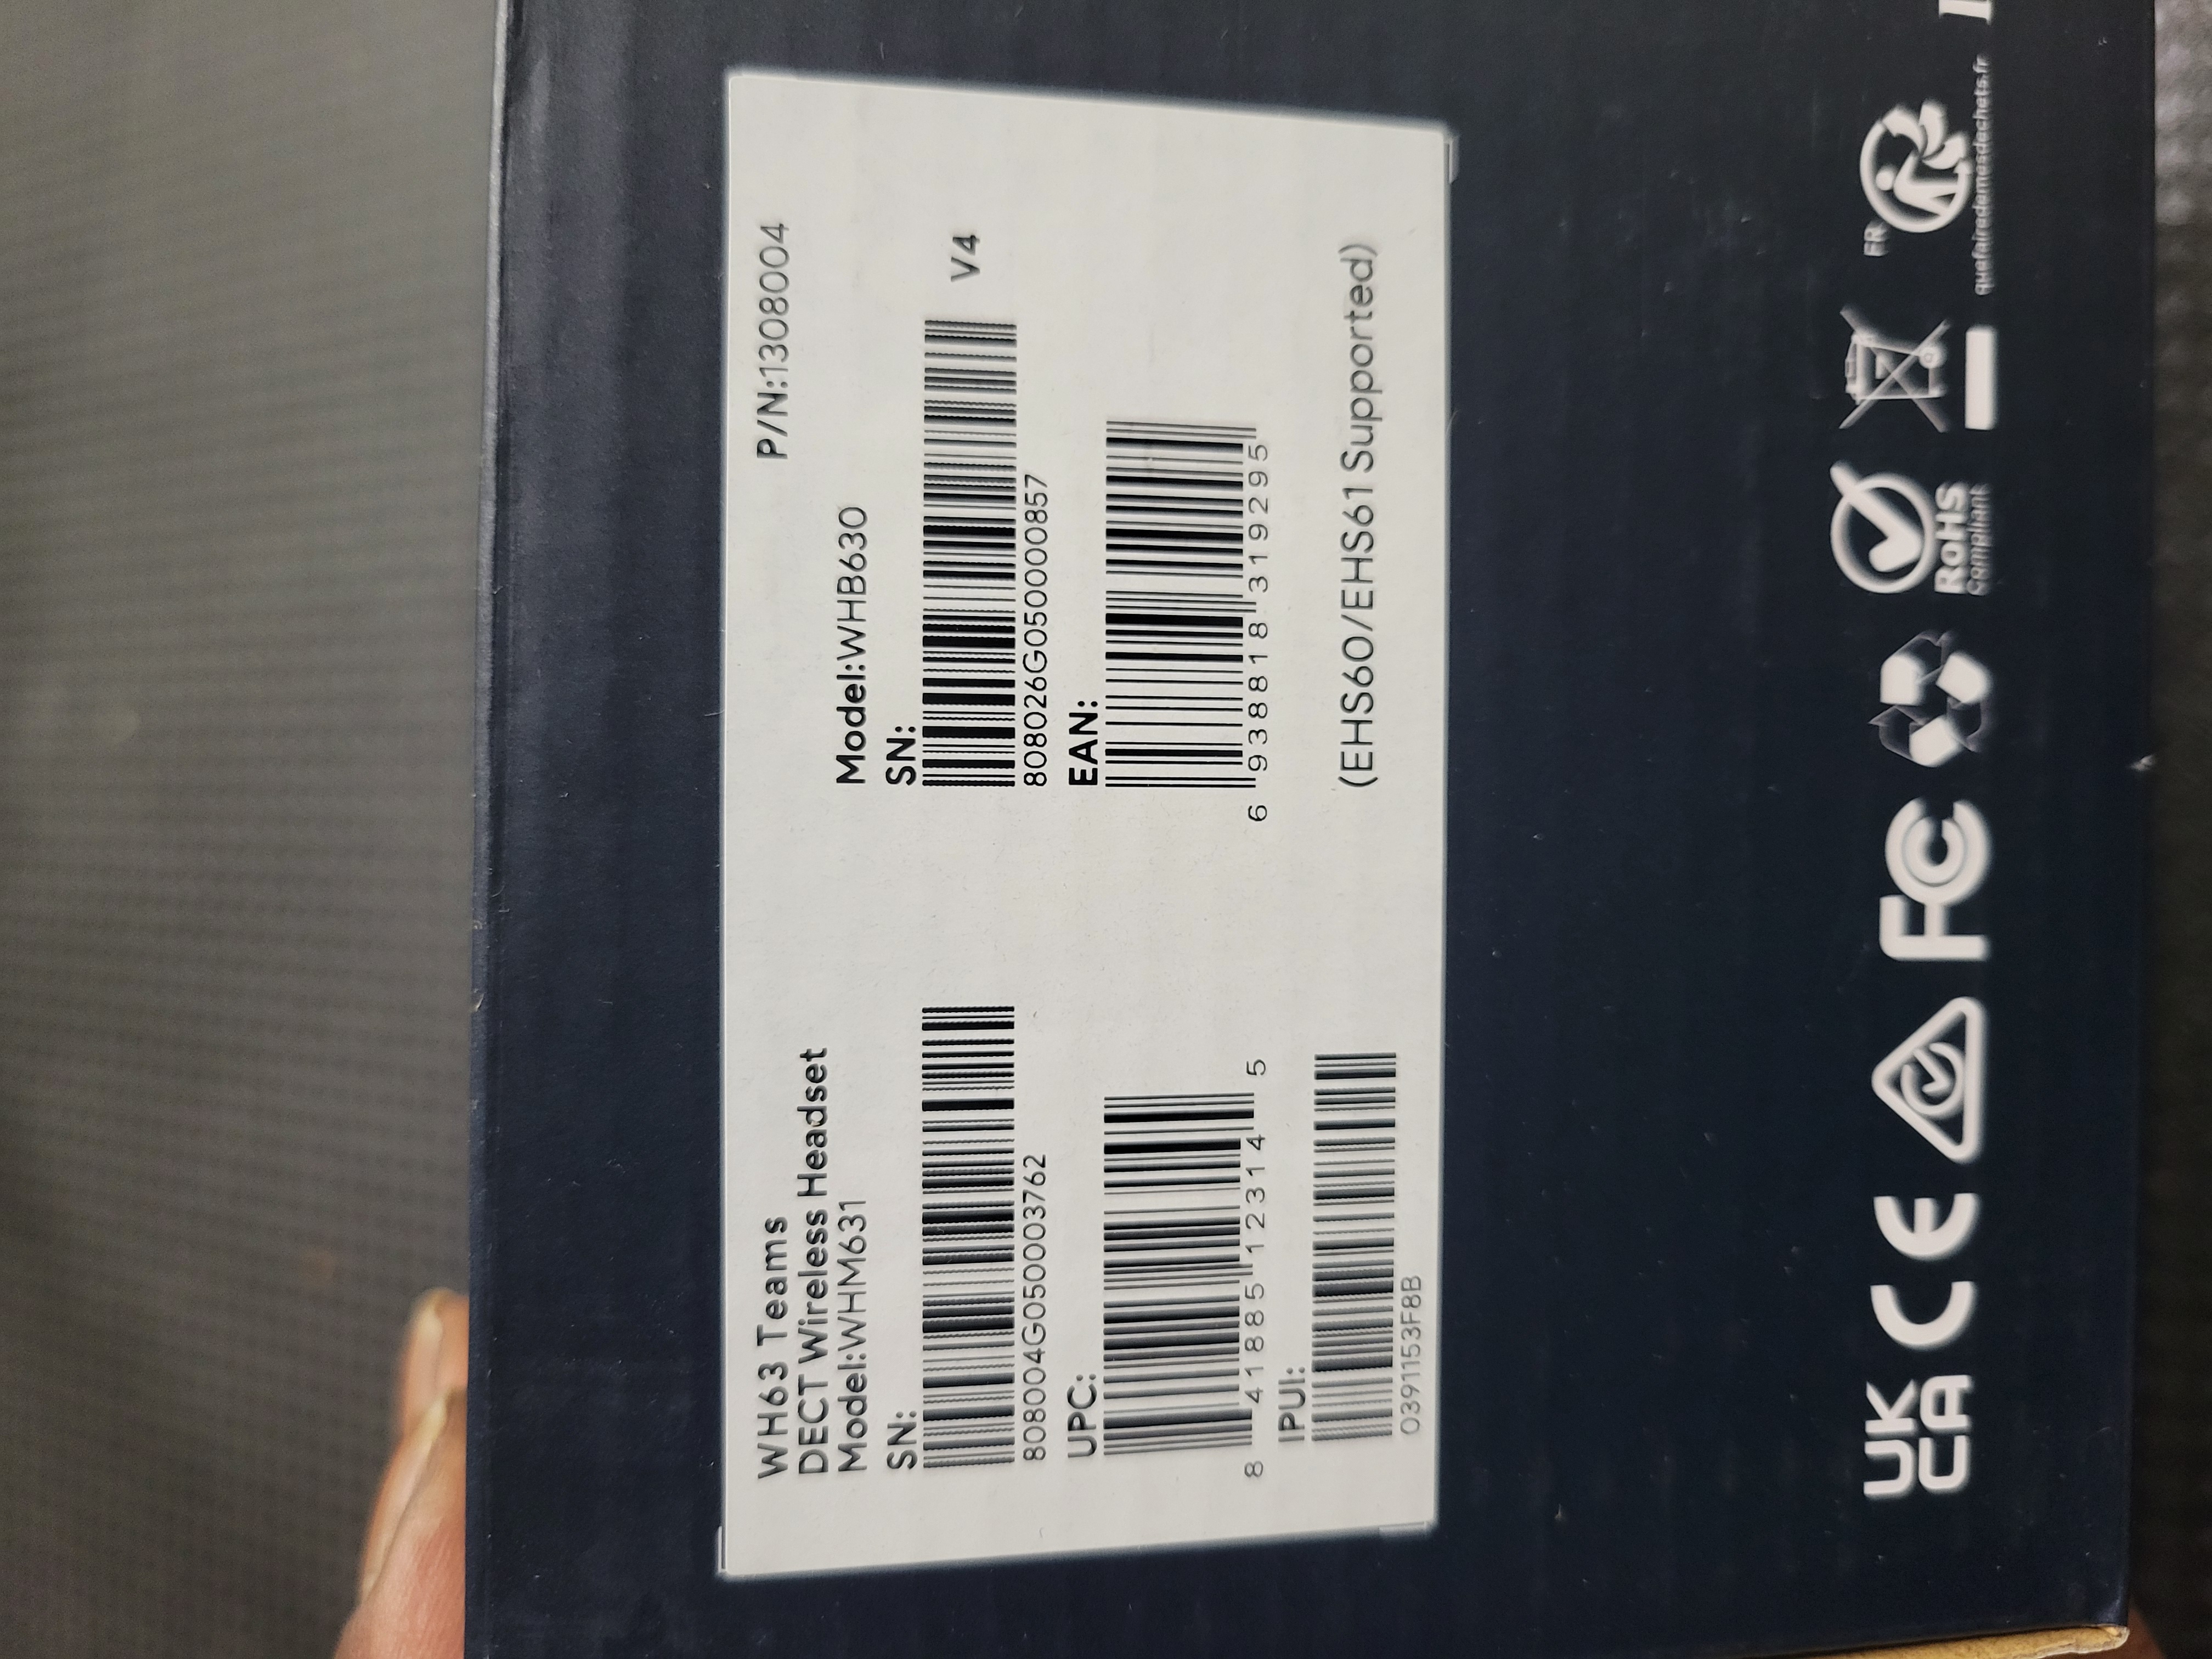 WH63 Teams
DECT Wireless Headset
P/N:1308004
Model:WHM631
SN:
808004G050003762
UPC:
8 41885 12314 5
IPUI:
0391153F8B
Model:WHB630
SN:
V4
808026G050000857
EAN:
6 938818 319295
(EHS60/EHS61 Supported)
UK
CA
CE
FC
RoHS
Compliant
FR
quefairedemesdechets.fr